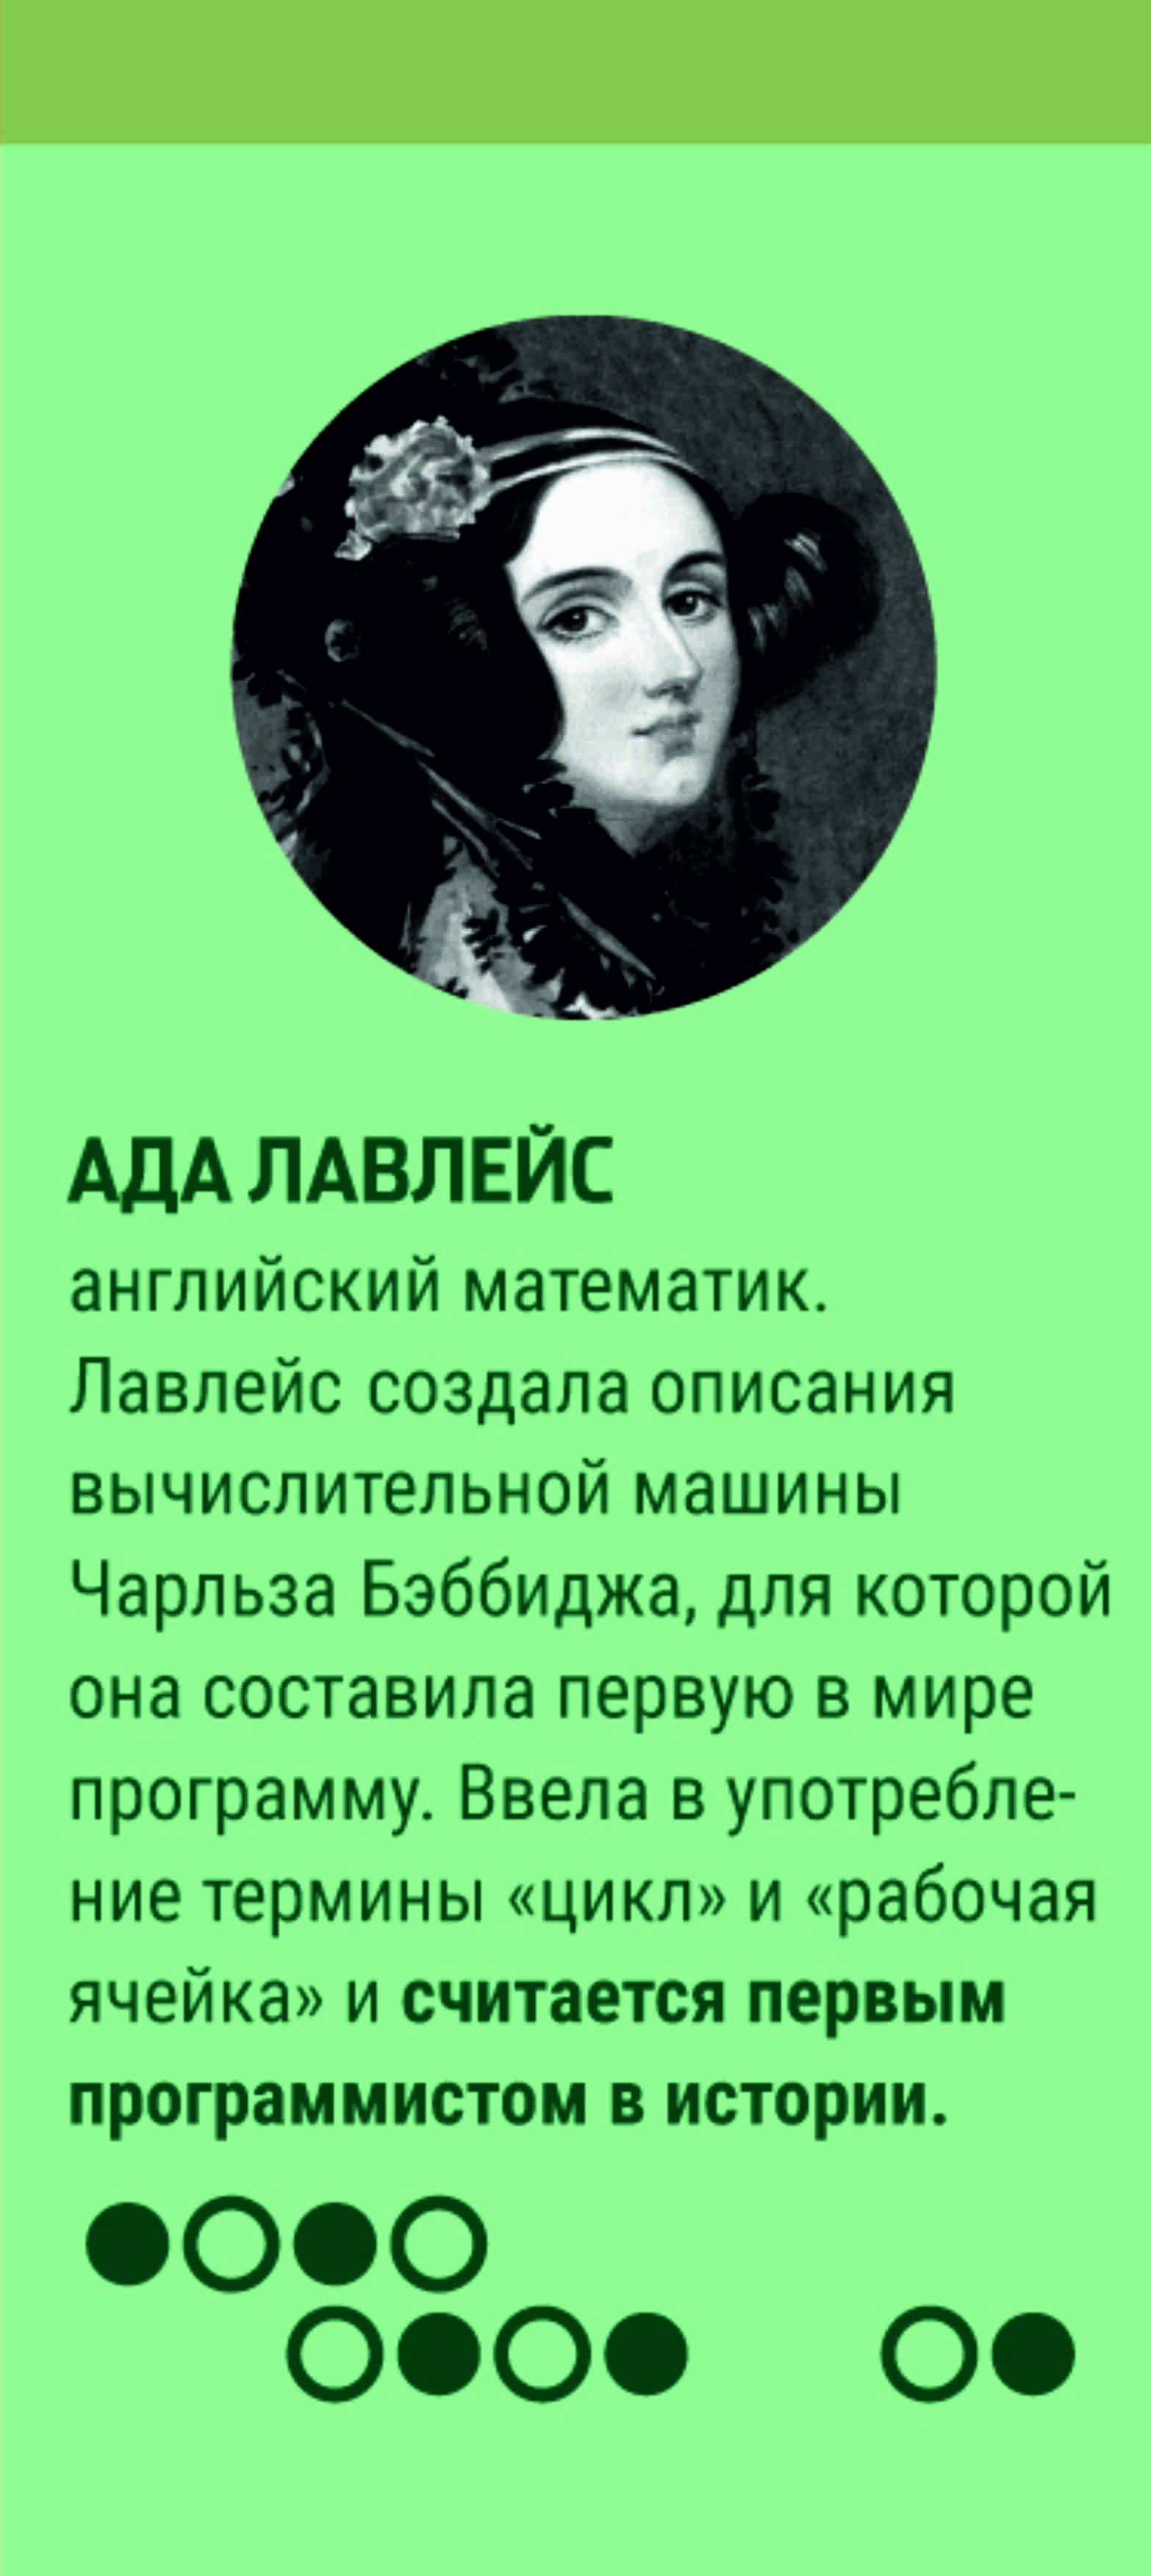 АДА ЛАВЛЕЙС
английский математик.
Лавлейс создала описания
вычислительной машины
Чарльза Бэббиджа, для которой
она составила первую в мире
программу. Ввела в употребле-
ние термины «цикл» и «рабочая
ячейка» и считается первым
программистом в истории.